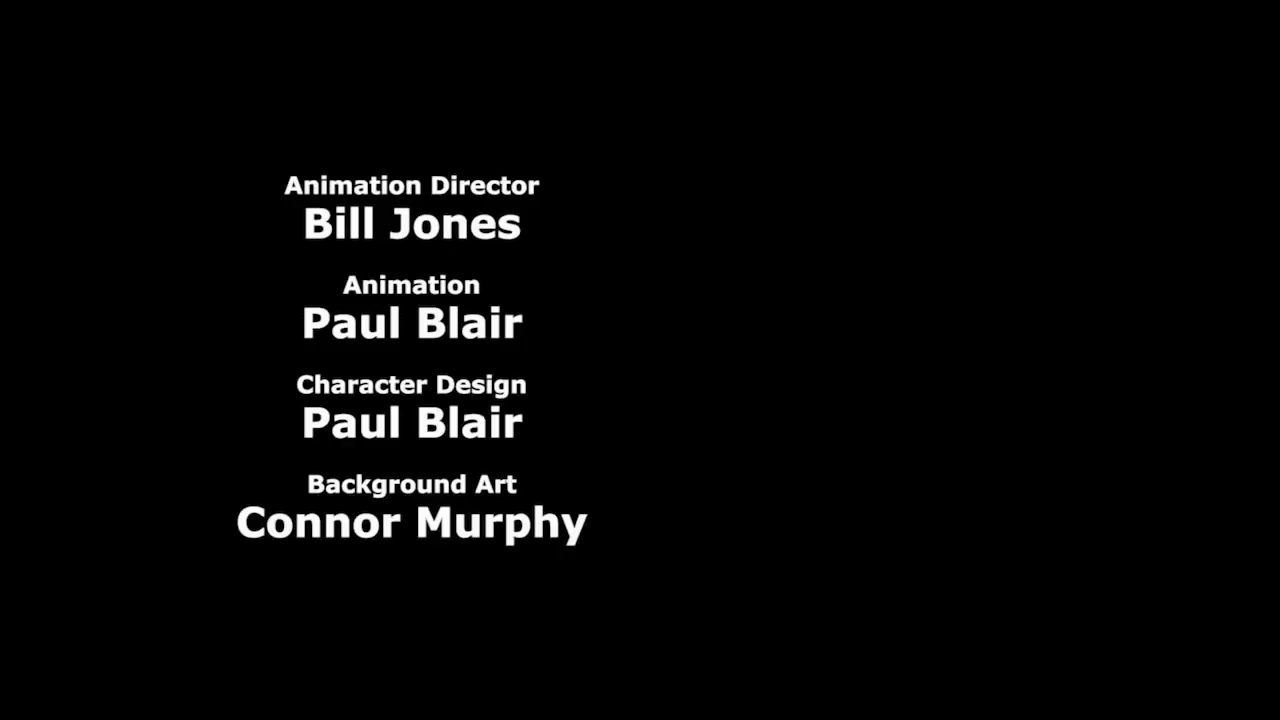 Animation Director
Bill Jones
Animation
Paul Blair
Character Design
Paul Blair
Background Art
Connor Murphy